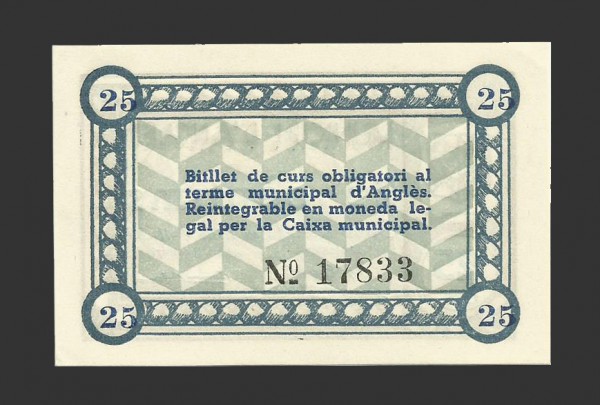 25 25
Bitllet de curs obligatori al
terme municipal d'Anglès.
Reintegrable en moneda le-
gal per la Caixa municipal.
Nº 17833
25 25